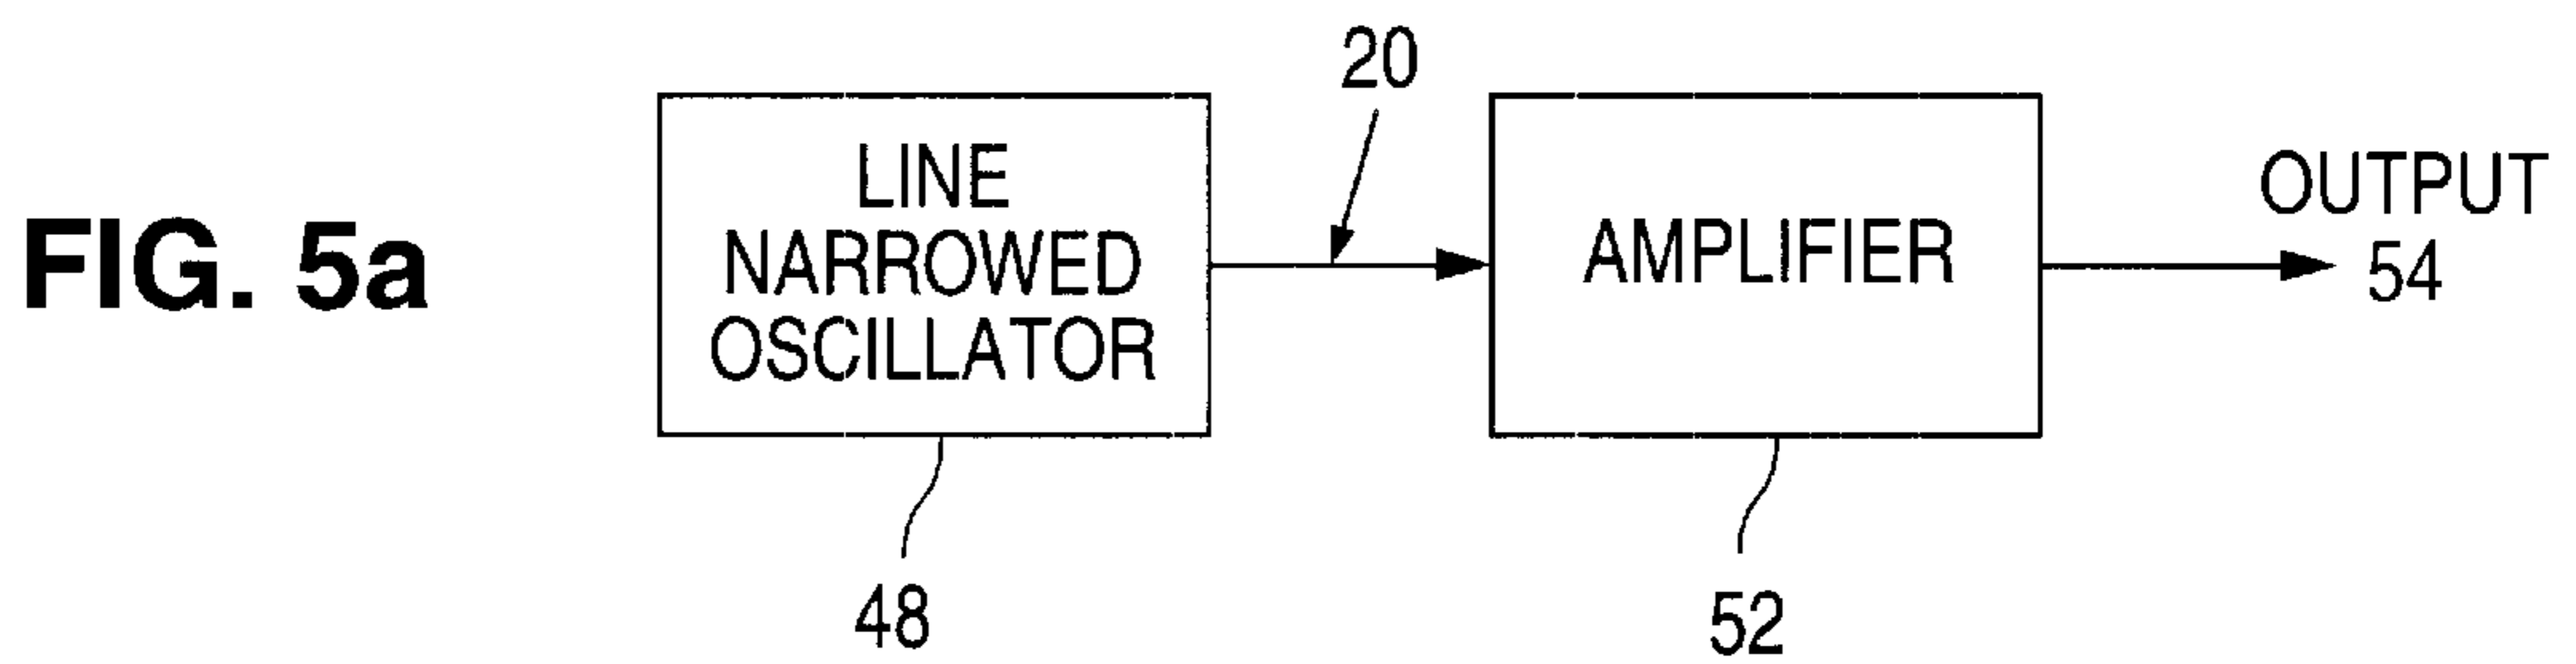 FIG. 5a
LINE
NARROWED
OSCILLATOR
48
20
AMPLIFIER
52
OUTPUT
54